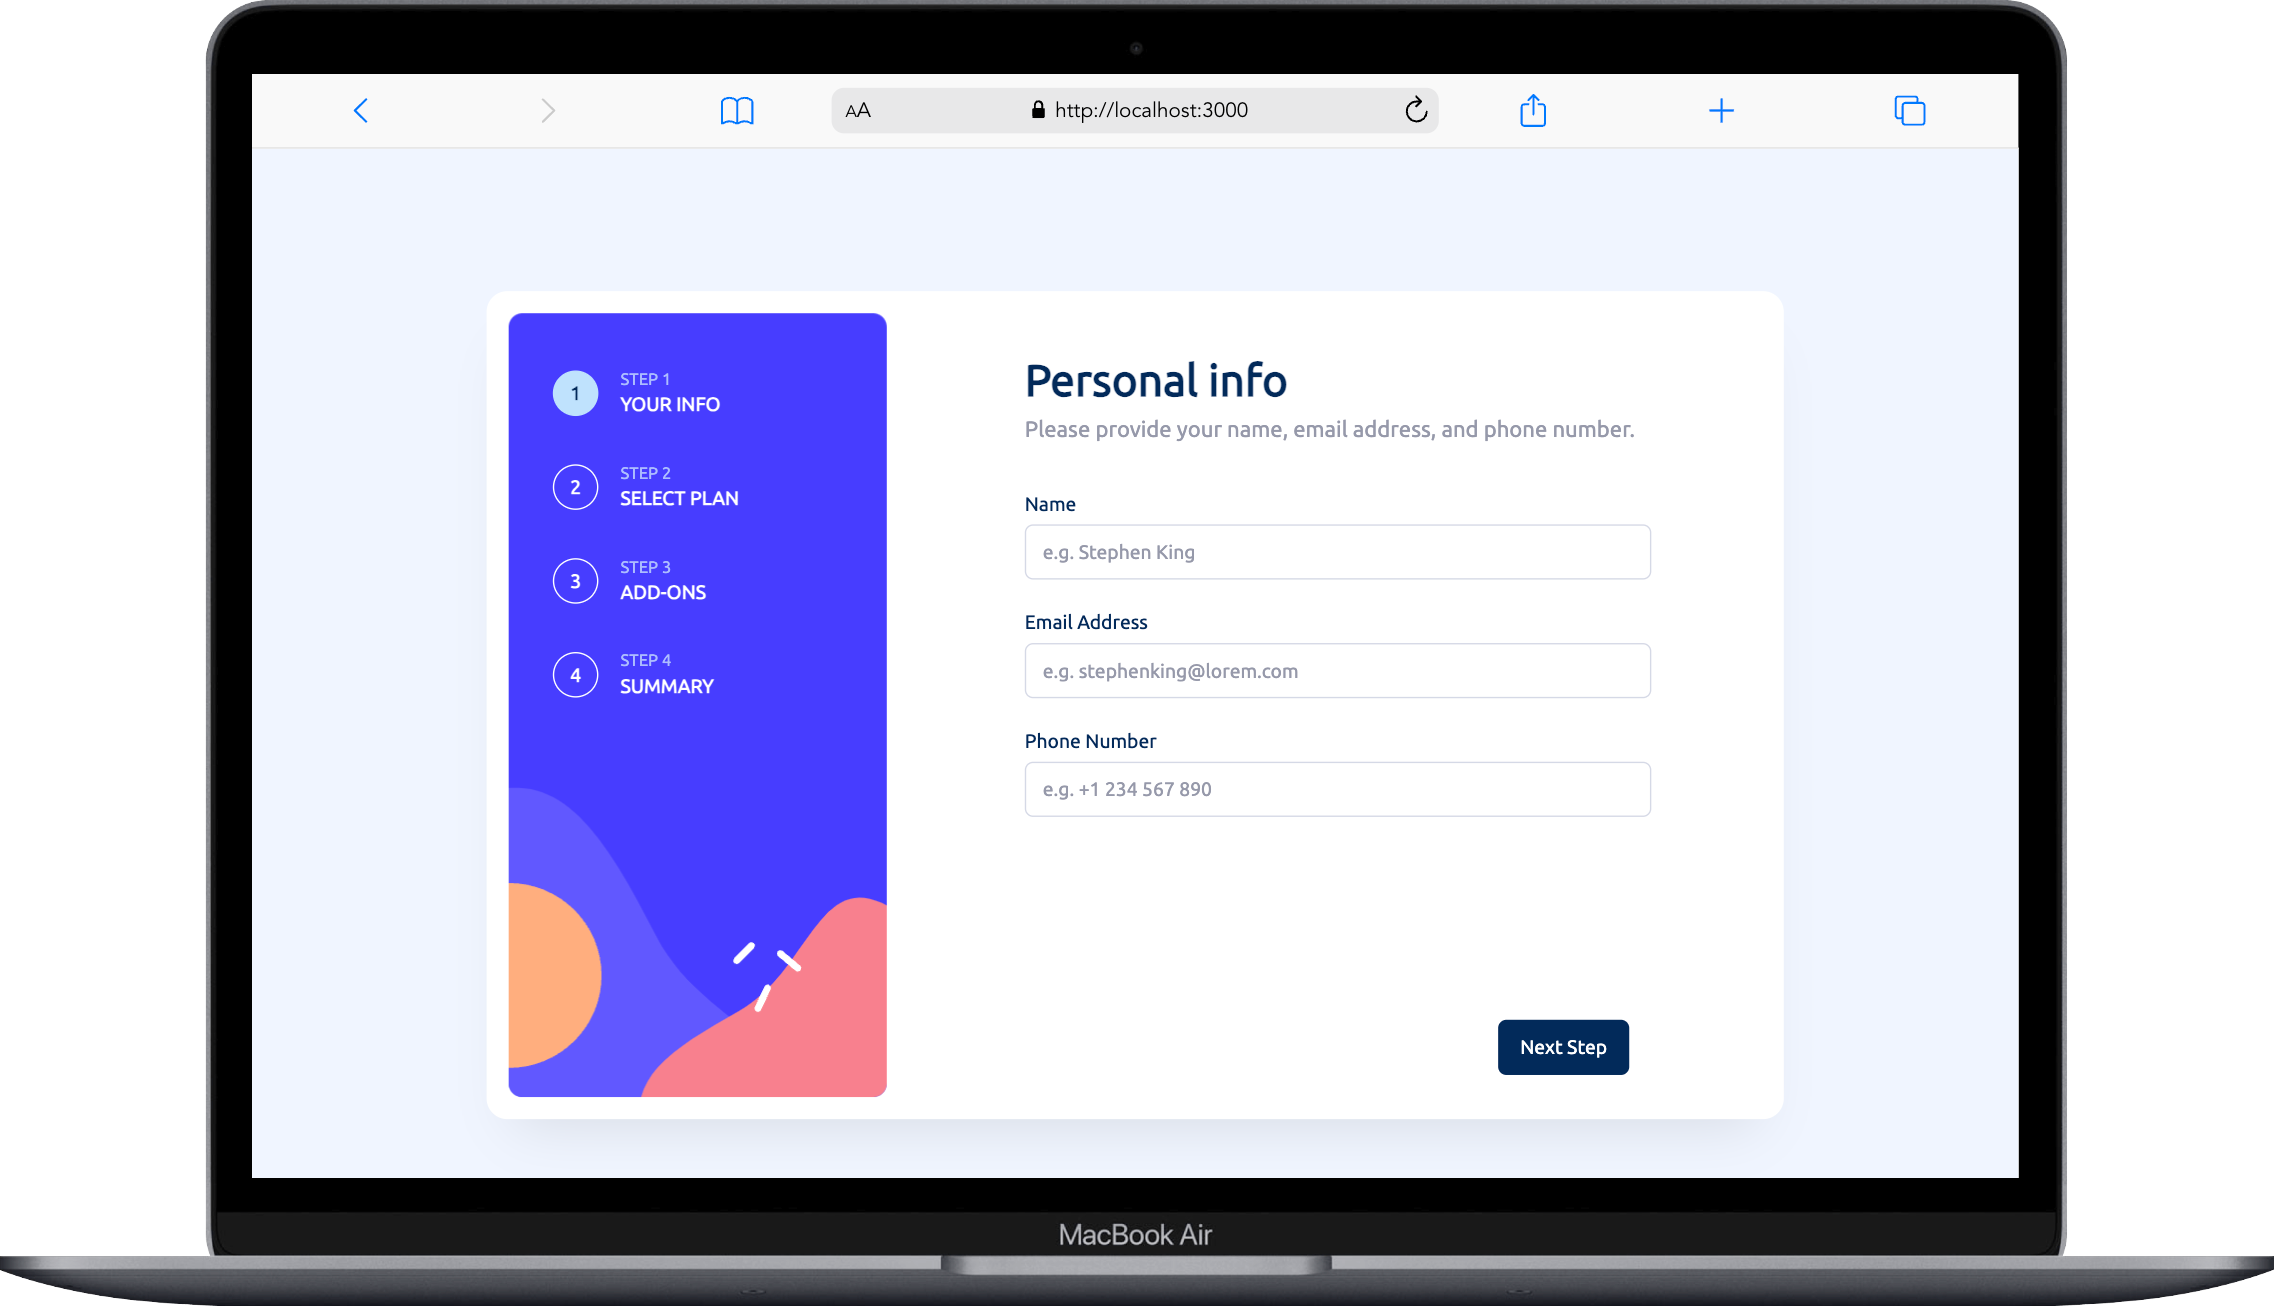 AA
http://localhost:3000
1
STEP 1
YOUR INFO
2
STEP 2
SELECT PLAN
3
STEP 3
ADD-ONS
4
STEP 4
SUMMARY
Personal info
Please provide your name, email address, and phone number.
Name
e.g. Stephen King
Email Address
e.g. stephenking@lorem.com
Phone Number
e.g. +1 234 567 890
Next Step
MacBook Air